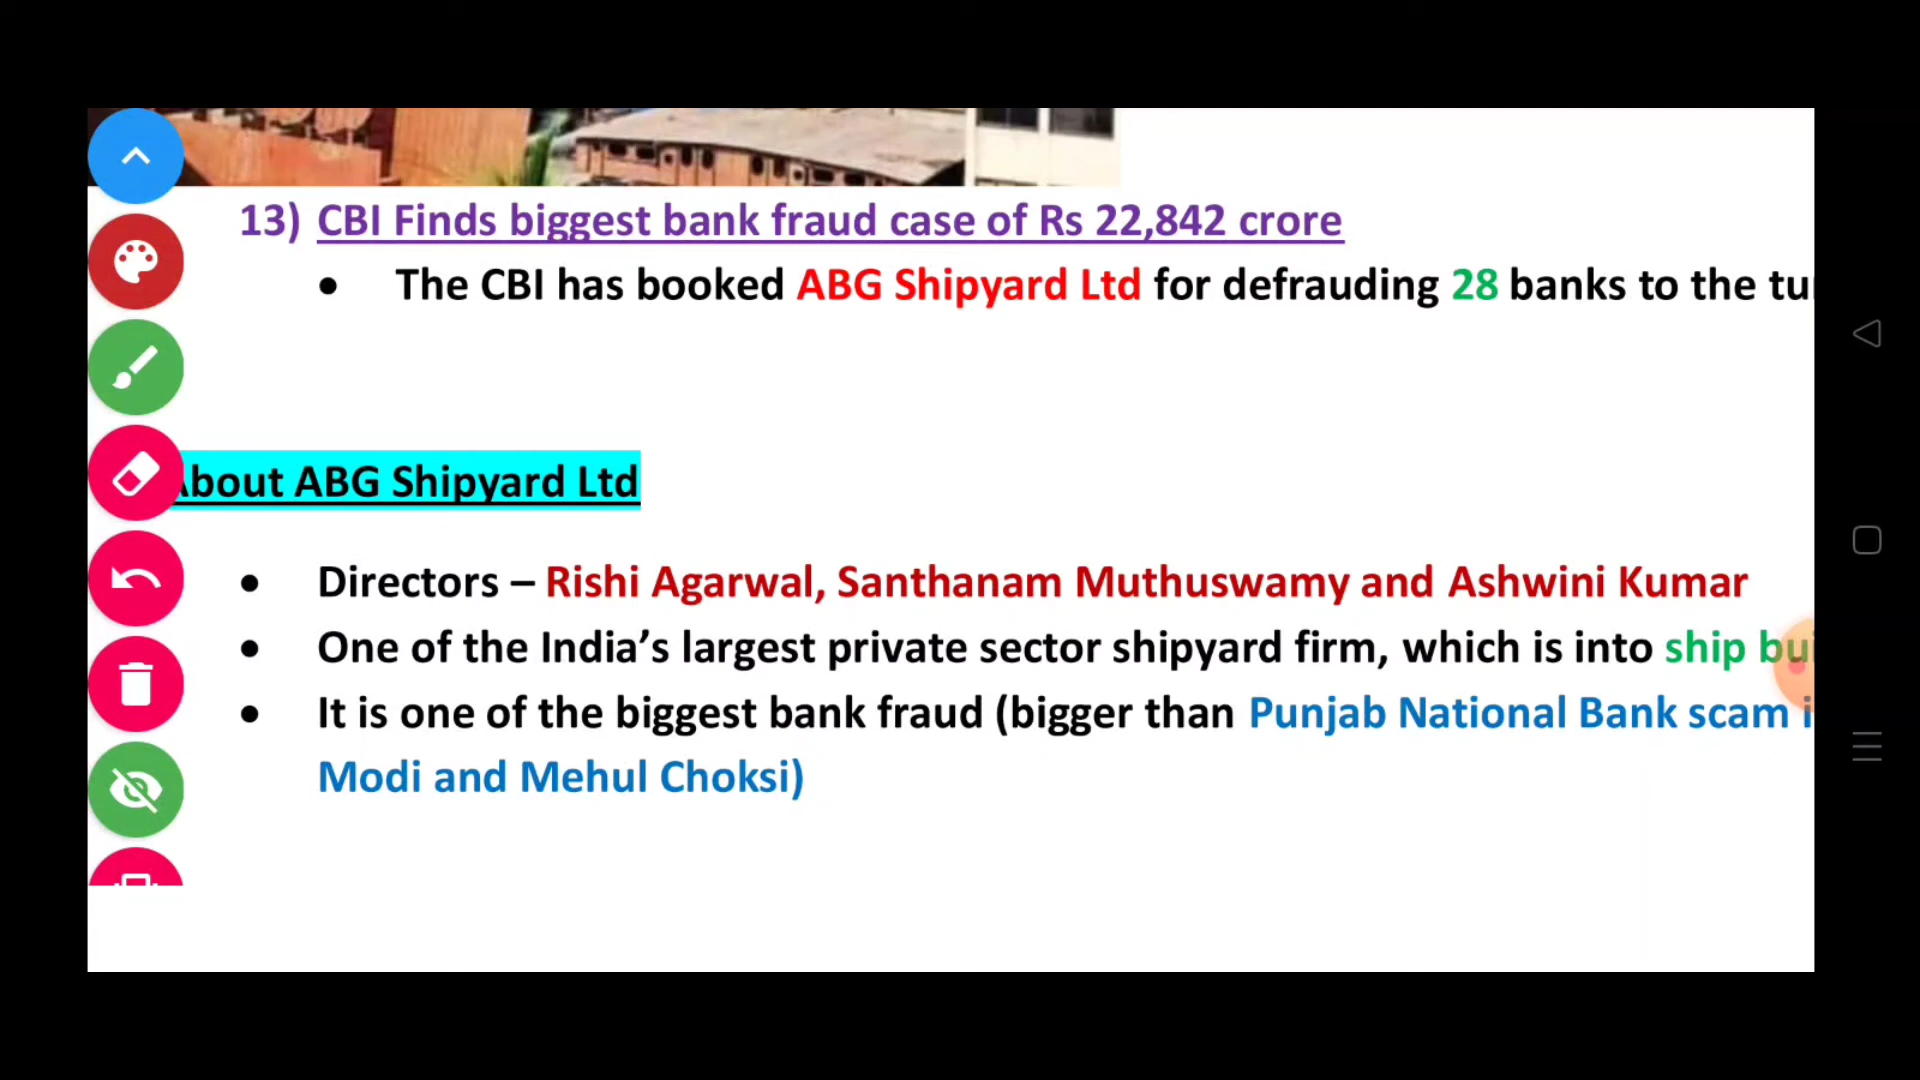 13) CBI Finds biggest bank fraud case of Rs 22,842 crore
• The CBI has booked ABG Shipyard Ltd for defrauding 28 banks to the
About ABG Shipyard Ltd
• Directors – Rishi Agarwal, Santhanam Muthuswamy and Ashwini Kumar
• One of the India’s largest private sector shipyard firm, which is into ship
• It is one of the biggest bank fraud (bigger than Punjab National Bank scam
Modi and Mehul Choksi)